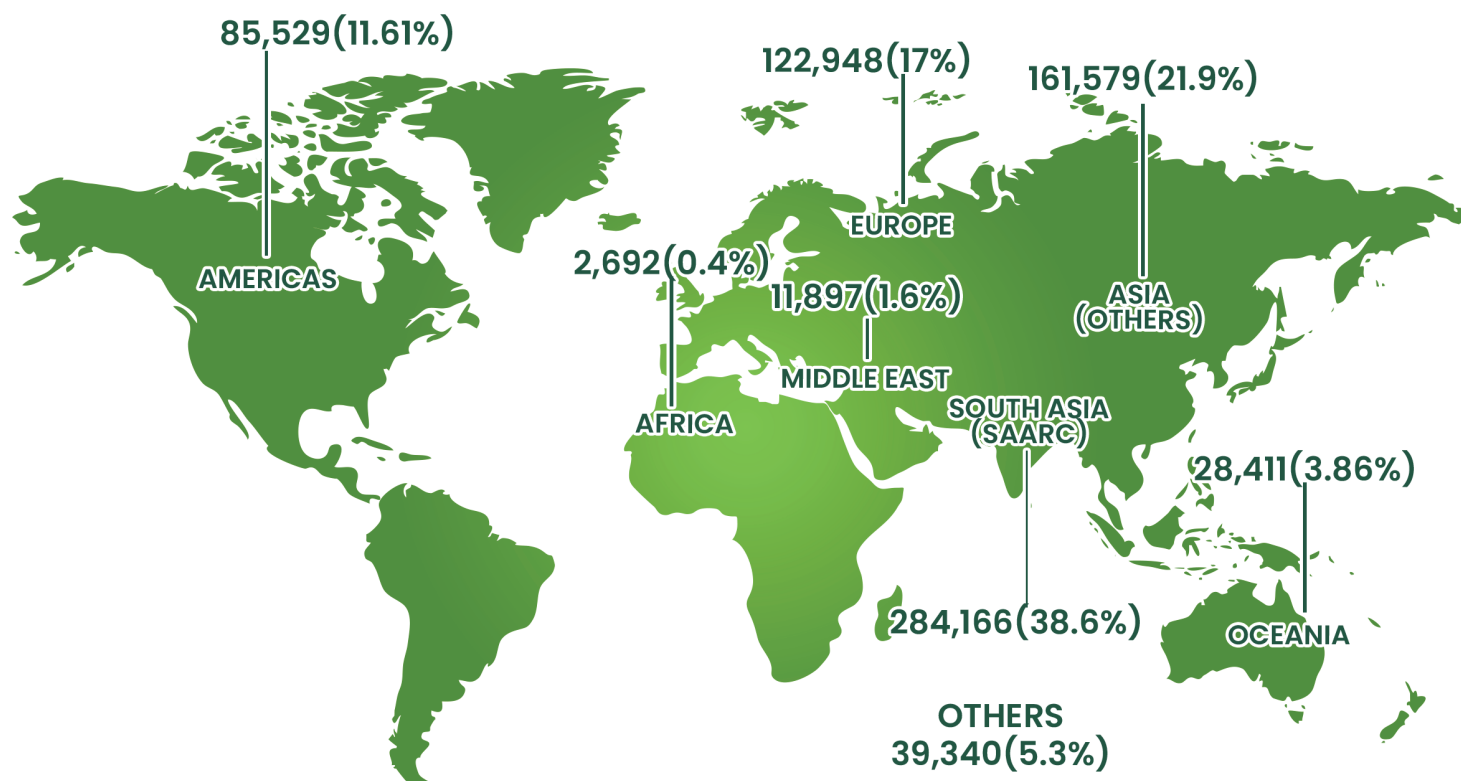 85,529(11.61%)
AMERICAS
122,948(17%)
EUROPE
161,579(21.9%)
ASIA
(OTHERS)
2,692(0.4%)
AFRICA
11,897(1.6%)
MIDDLE EAST
SOUTH ASIA
(SAARC)
284,166(38.6%)
28,411(3.86%)
OCEANIA
OTHERS
39,340(5.3%)